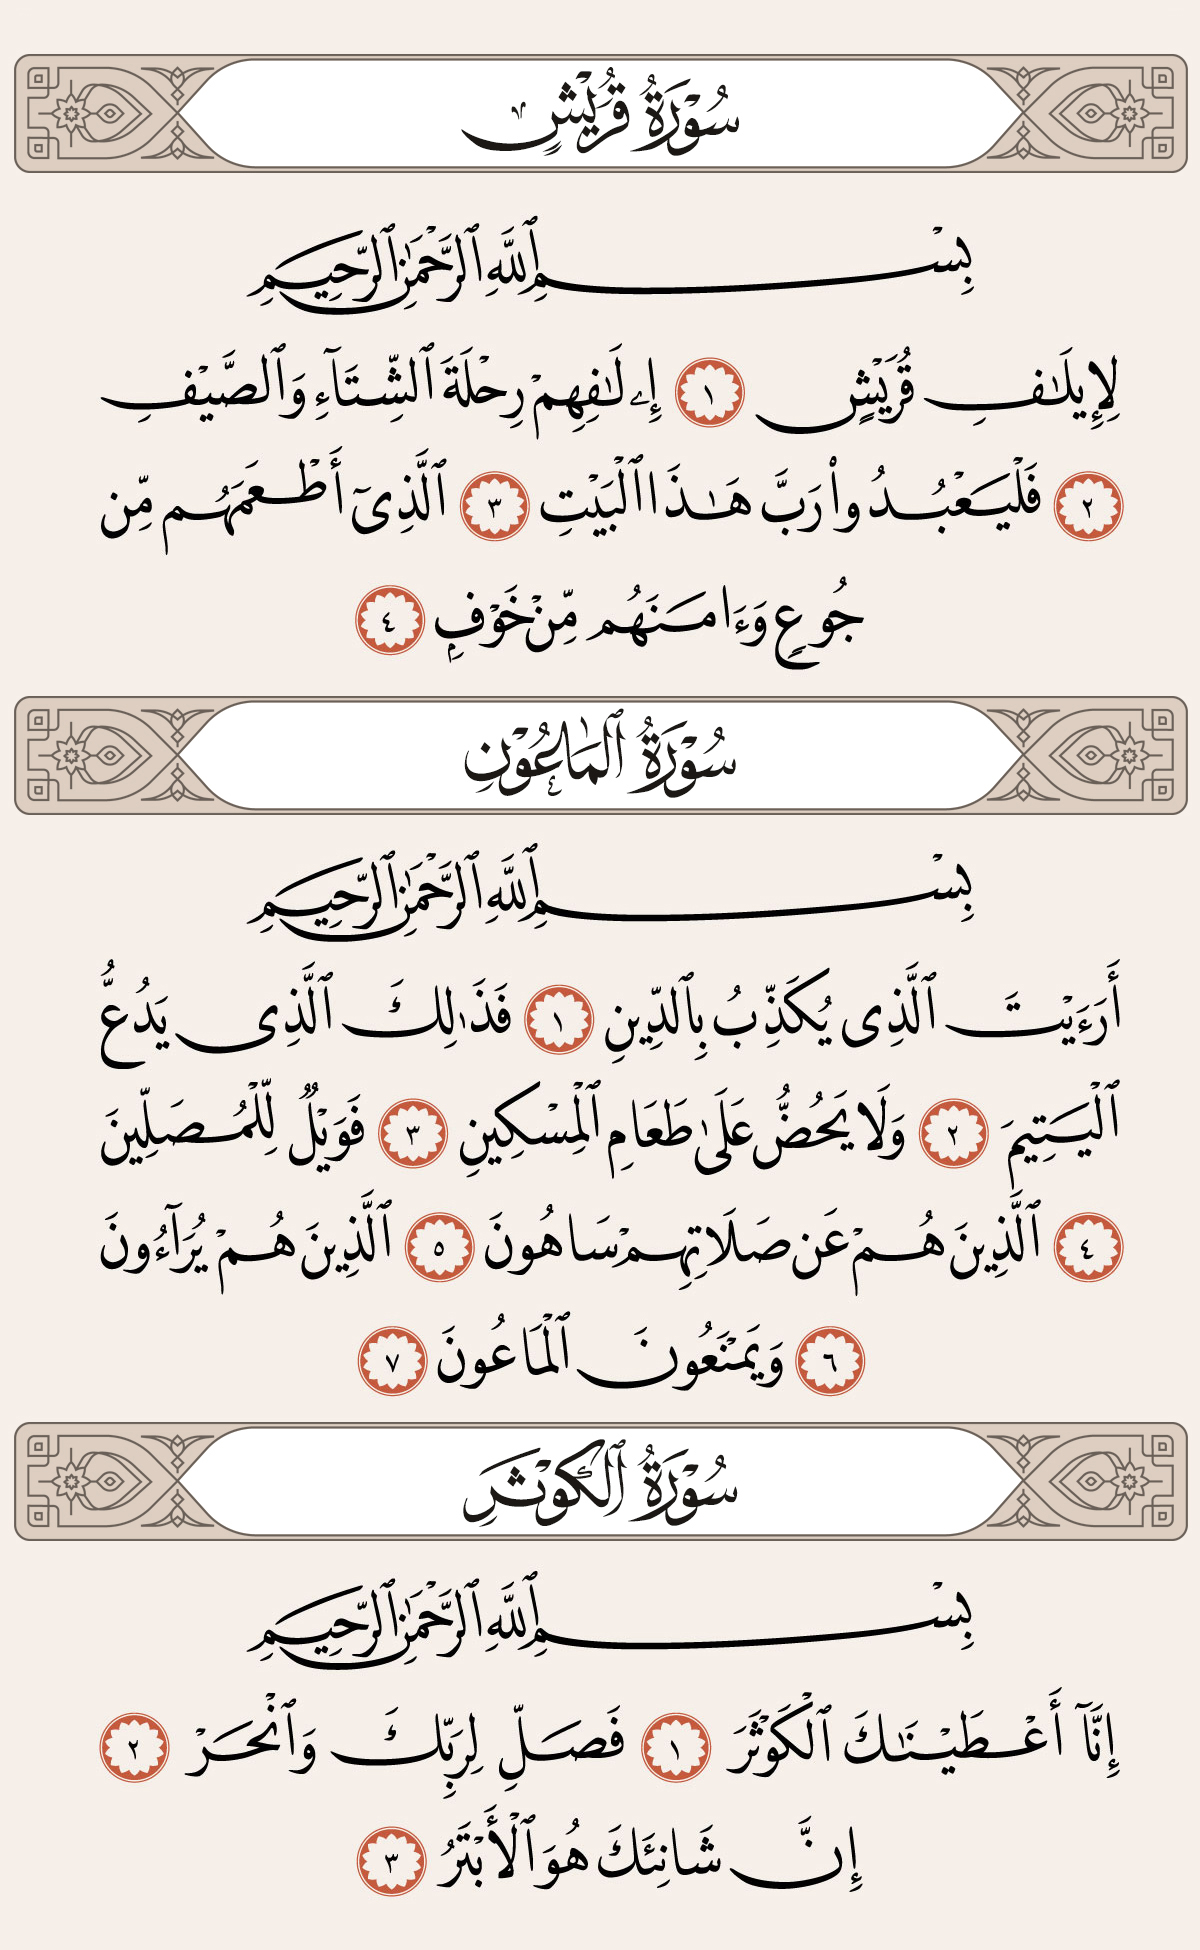 سُورَةُ قُرَيْشٍ
بِسْمِ ٱللَّهِ ٱلرَّحْمَٰنِ ٱلرَّحِيمِ
لِإِيلَٰفِ قُرَيْشٍ ١ إِۦلَٰفِهِمْ رِحْلَةَ ٱلشِّتَآءِ وَٱلصَّيْفِ
٢ فَلْيَعْبُدُوا۟ رَبَّ هَٰذَا ٱلْبَيْتِ ٣ ٱلَّذِىٓ أَطْعَمَهُم مِّن
جُوعٍ وَءَامَنَهُم مِّنْ خَوْفٍۭ ٤
سُورَةُ ٱلْمَاعُونِ
بِسْمِ ٱللَّهِ ٱلرَّحْمَٰنِ ٱلرَّحِيمِ
أَرَءَيْتَ ٱلَّذِى يُكَذِّبُ بِٱلدِّينِ ١ فَذَٰلِكَ ٱلَّذِى يَدُعُّ
ٱلْيَتِيمَ ٢ وَلَا يَحُضُّ عَلَىٰ طَعَامِ ٱلْمِسْكِينِ ٣ فَوَيْلٌ لِّلْمُصَلِّينَ
٤ ٱلَّذِينَ هُمْ عَن صَلَاتِهِمْ سَاهُونَ ٥ ٱلَّذِينَ هُمْ يُرَآءُونَ
٦ وَيَمْنَعُونَ ٱلْمَاعُونَ ٧
سُورَةُ ٱلْكَوْثَرِ
بِسْمِ ٱللَّهِ ٱلرَّحْمَٰنِ ٱلرَّحِيمِ
إِنَّآ أَعْطَيْنَٰكَ ٱلْكَوْثَرَ ١ فَصَلِّ لِرَبِّكَ وَٱنْحَرْ ٢
إِنَّ شَانِئَكَ هُوَ ٱلْأَبْتَرُ ٣